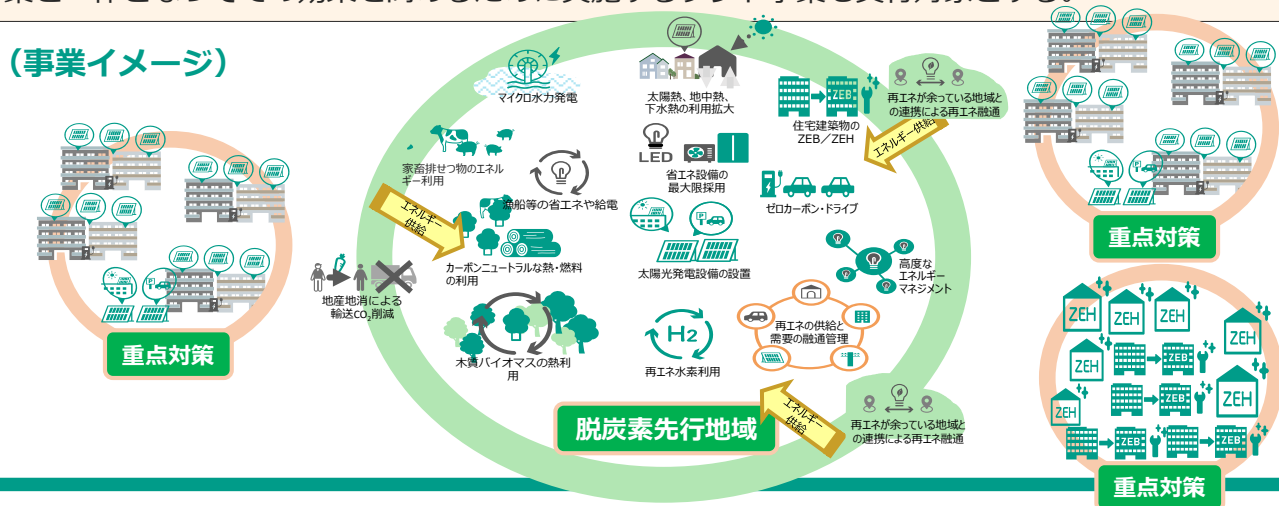 （事業イメージ）
マイクロ水力発電
太陽熱、地中熱、
下水熱の利用拡大
ZEB
住宅建築物の
ZEB／ZEH
再エネが余っている地域と
の連携による再エネ融通
エネルギー供給
家畜排せつ物のエネル
ギー利用
漁船等の省エネや給電
LED
省エネ設備の
最大限採用
ゼロカーボン・ドライブ
エネルギー
供給
カーボンニュートラルな熱・燃料
の利用
P
太陽光発電設備の設置
高度な
エネルギー
マネジメント
地産地消による
輸送CO2削減
木質バイオマスの熱利
用
H2
再エネ水素利用
再エネの供給と
需要の融通管理
エネルギー
供給
再エネが余っている地域と
の連携による再エネ融通
脱炭素先行地域
P
重点対策
P
重点対策
ZEH
ZEH
ZEH
ZEH
ZEB
ZEH
ZEH
ZEB
ZEB
ZEB
重点対策